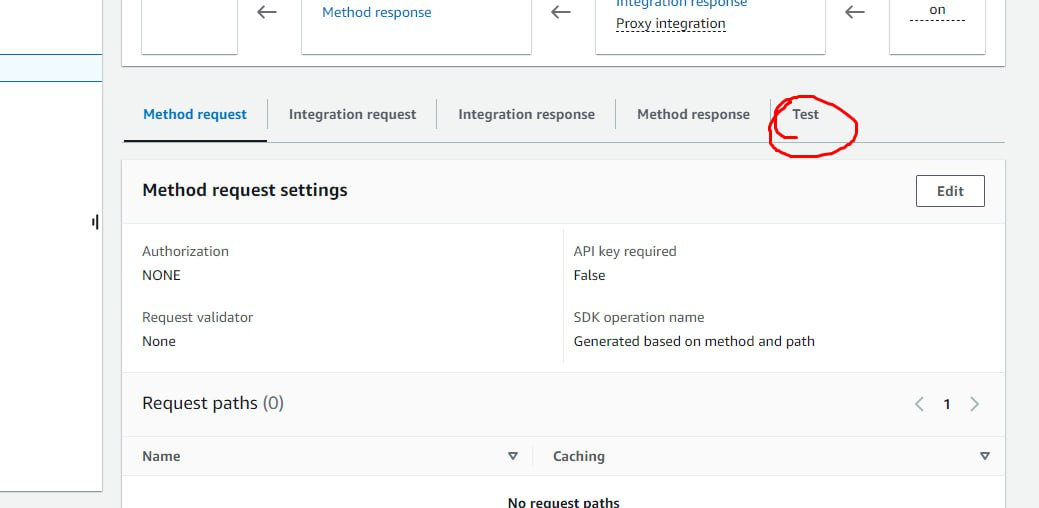 Integration response
on
Method response
Proxy integration
Method request Integration request Integration response Method response Test
Method request settings Edit
Authorization API key required
NONE False
Request validator SDK operation name
None Generated based on method and path
Request paths (0) 1
Name Caching
No request paths